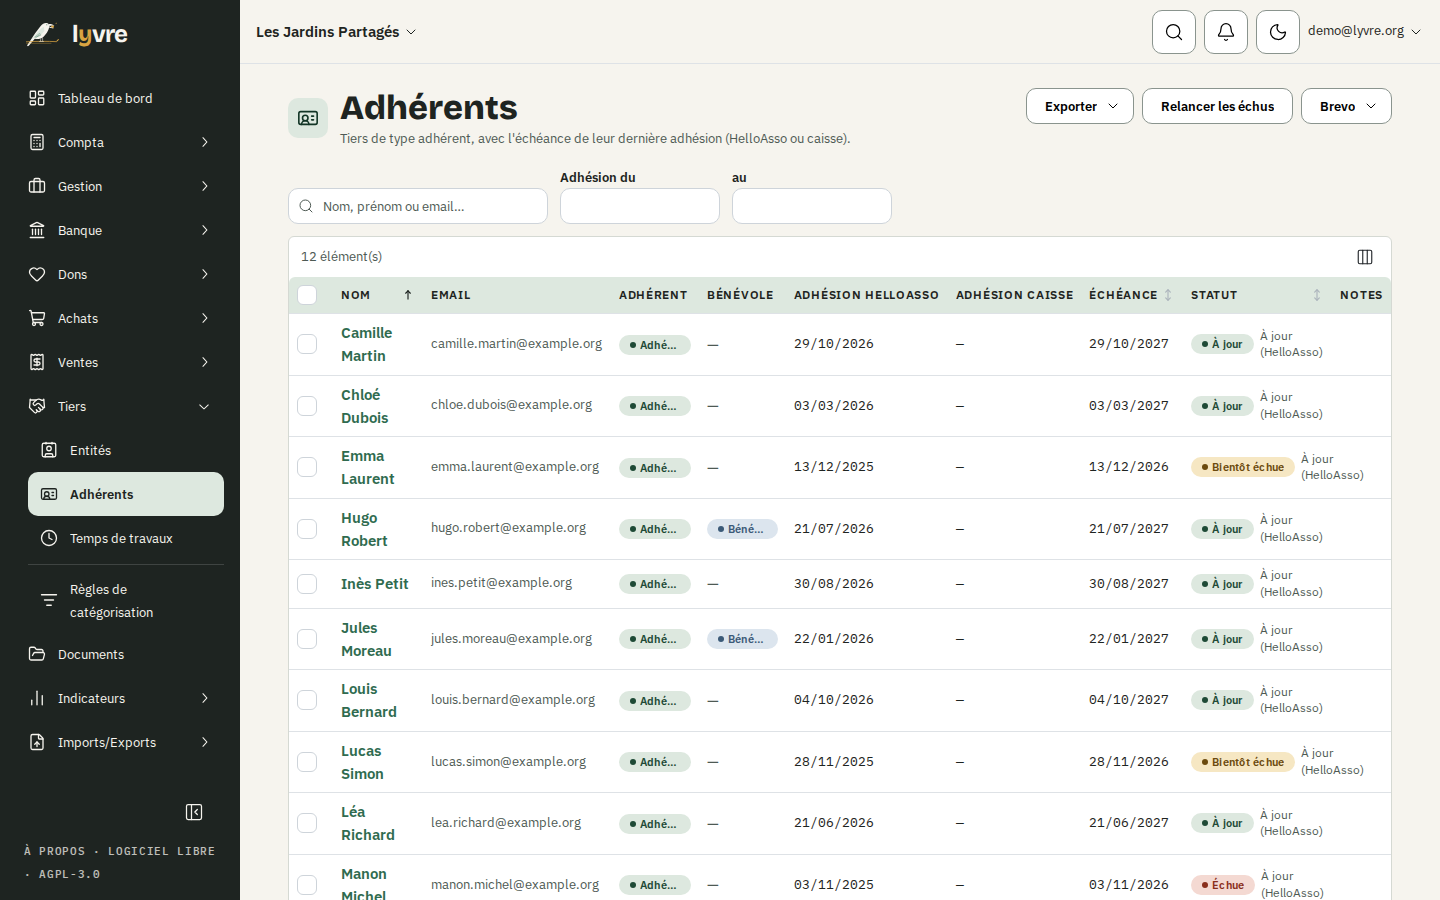 lyvre
Les Jardins Partagés
demo@lyvre.org
Tableau de bord
Compta
Gestion
Banque
Dons
Achats
Ventes
Tiers
Entités
Adhérents
Temps de travaux
Règles de
catégorisation
Documents
Indicateurs
Imports/Exports
À PROPOS · LOGICIEL LIBRE
· AGPL-3.0
Adhérents
Tiers de type adhérent, avec l'échéance de leur dernière adhésion (HelloAsso ou caisse).
Exporter
Relancer les échus
Brevo
Adhésion du
au
Nom, prénom ou email...
12 élément(s)
NOM EMAIL ADHÉRENT BÉNÉVOLE ADHÉSION HELLOASSO ADHÉSION CAISSE ÉCHÉANCE STATUT NOTES
Camille
Martin
camille.martin@example.org Adhé... — 29/10/2026 — 29/10/2027 À jour
À jour
(HelloAsso)
Chloé
Dubois
chloe.dubois@example.org Adhé... — 03/03/2026 — 03/03/2027 À jour
À jour
(HelloAsso)
Emma
Laurent
emma.laurent@example.org Adhé... — 13/12/2025 — 13/12/2026 Bientôt échue
À jour
(HelloAsso)
Hugo
Robert
hugo.robert@example.org Adhé... Béné... 21/07/2026 — 21/07/2027 À jour
À jour
(HelloAsso)
Inès Petit ines.petit@example.org Adhé... — 30/08/2026 — 30/08/2027 À jour
À jour
(HelloAsso)
Jules
Moreau
jules.moreau@example.org Adhé... Béné... 22/01/2026 — 22/01/2027 À jour
À jour
(HelloAsso)
Louis
Bernard
louis.bernard@example.org Adhé... — 04/10/2026 — 04/10/2027 À jour
À jour
(HelloAsso)
Lucas
Simon
lucas.simon@example.org Adhé... — 28/11/2025 — 28/11/2026 Bientôt échue
À jour
(HelloAsso)
Léa
Richard
lea.richard@example.org Adhé... — 21/06/2026 — 21/06/2027 À jour
À jour
(HelloAsso)
Manon
Michel
manon.michel@example.org Adhé... — 03/11/2025 — 03/11/2026 Échue
À jour
(HelloAsso)